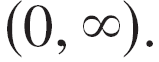 (0, ∞).